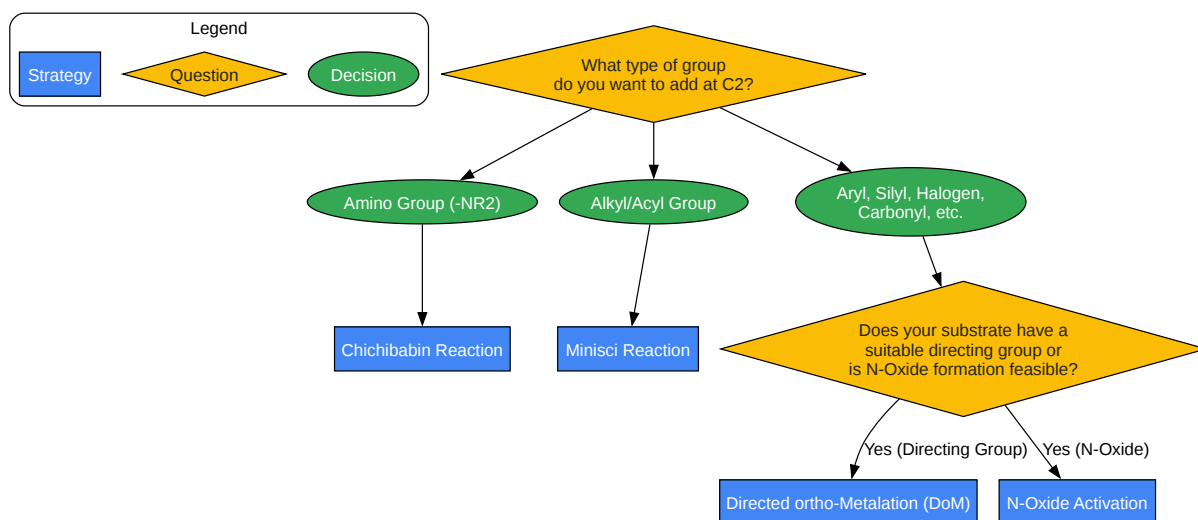 Legend
Strategy
Question
Decision
What type of group
do you want to add at C2?
Amino Group (-NR2)
Alkyl/Acyl Group
Aryl, Silyl, Halogen,
Carbonyl, etc.
Chichibabin Reaction
Minisci Reaction
Does your substrate have a
suitable directing group or
is N-Oxide formation feasible?
Yes (Directing Group)
Yes (N-Oxide)
Directed ortho-Metalation (DoM)
N-Oxide Activation